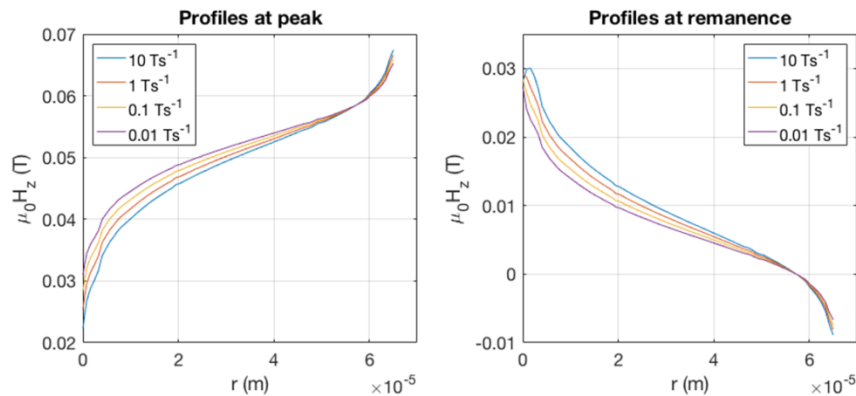 Profiles at peak
0.07
0.06
0.05
0.04
0.03
0.02
μ₀H_z (T)
10 Ts⁻¹
1 Ts⁻¹
0.1 Ts⁻¹
0.01 Ts⁻¹
0 2 4 6
r (m)
×10⁻⁵
Profiles at remanence
0.03
0.02
0.01
0
-0.01
μ₀H_z (T)
10 Ts⁻¹
1 Ts⁻¹
0.1 Ts⁻¹
0.01 Ts⁻¹
0 2 4 6
r (m)
×10⁻⁵